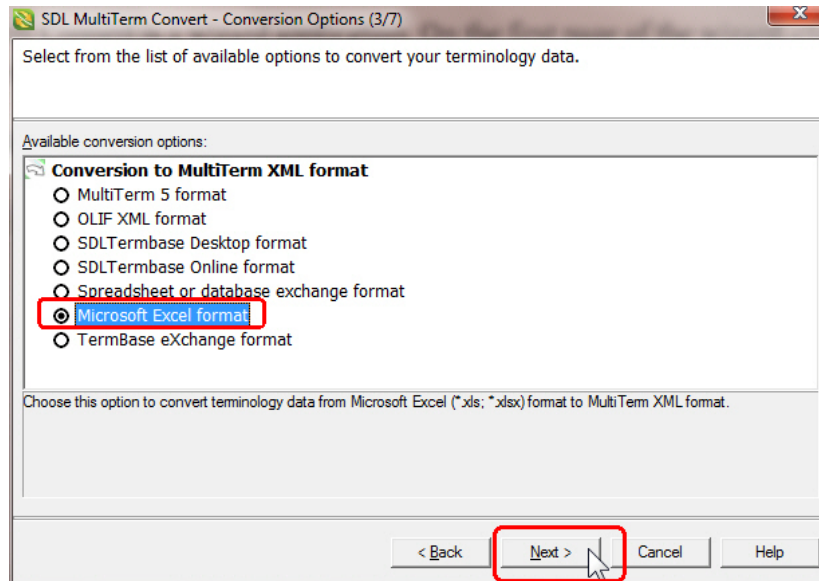 SDL MultiTerm Convert - Conversion Options (3/7)
Select from the list of available options to convert your terminology data.
Available conversion options:
Conversion to MultiTerm XML format
MultiTerm 5 format
OLIF XML format
SDLTermbase Desktop format
SDLTermbase Online format
Spreadsheet or database exchange format
Microsoft Excel format
TermBase eXchange format
Choose this option to convert terminology data from Microsoft Excel (*.xls; *.xlsx) format to MultiTerm XML format.
< Back Next > Cancel Help